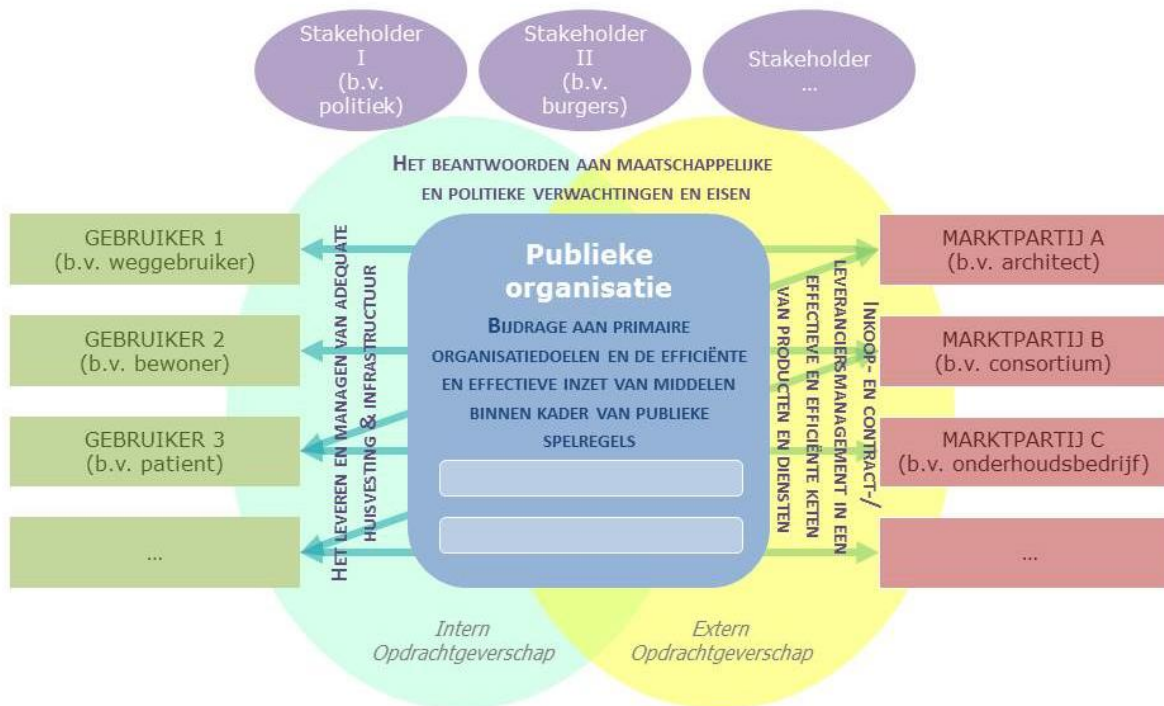 Stakeholder
I
(b.v.
politiek)
Stakeholder
II
(b.v.
burgers)
Stakeholder
...
HET BEANTWOORDEN AAN MAATSCHAPPELIJKE
EN POLITIEKE VERWACHTINGEN EN EISEN
GEBRUIKER 1
(b.v. weggebruiker)
GEBRUIKER 2
(b.v. bewoner)
GEBRUIKER 3
(b.v. patient)
...
HET LEVEREN EN MANAGEN VAN ADEQUATE
HUISVESTING & INFRASTRUCTUUR
Publieke
organisatie
BIJDRAGE AAN PRIMAIRE
ORGANISATIEDOELEN EN DE EFFICIËNTE
EN EFFECTIEVE INZET VAN MIDDELEN
BINNEN KADER VAN PUBLIEKE
SPELREGELS
INKOOP- EN CONTRACT-/
LEVERANCIERSMANAGEMENT IN EEN
EFFECTIEVE EN EFFICIËNTE KETEN
VAN PRODUCTEN EN DIENSTEN
MARKTPARTIJ A
(b.v. architect)
MARKTPARTIJ B
(b.v. consortium)
MARKTPARTIJ C
(b.v. onderhoudsbedrijf)
...
Intern
Opdrachtgeverschap
Extern
Opdrachtgeverschap